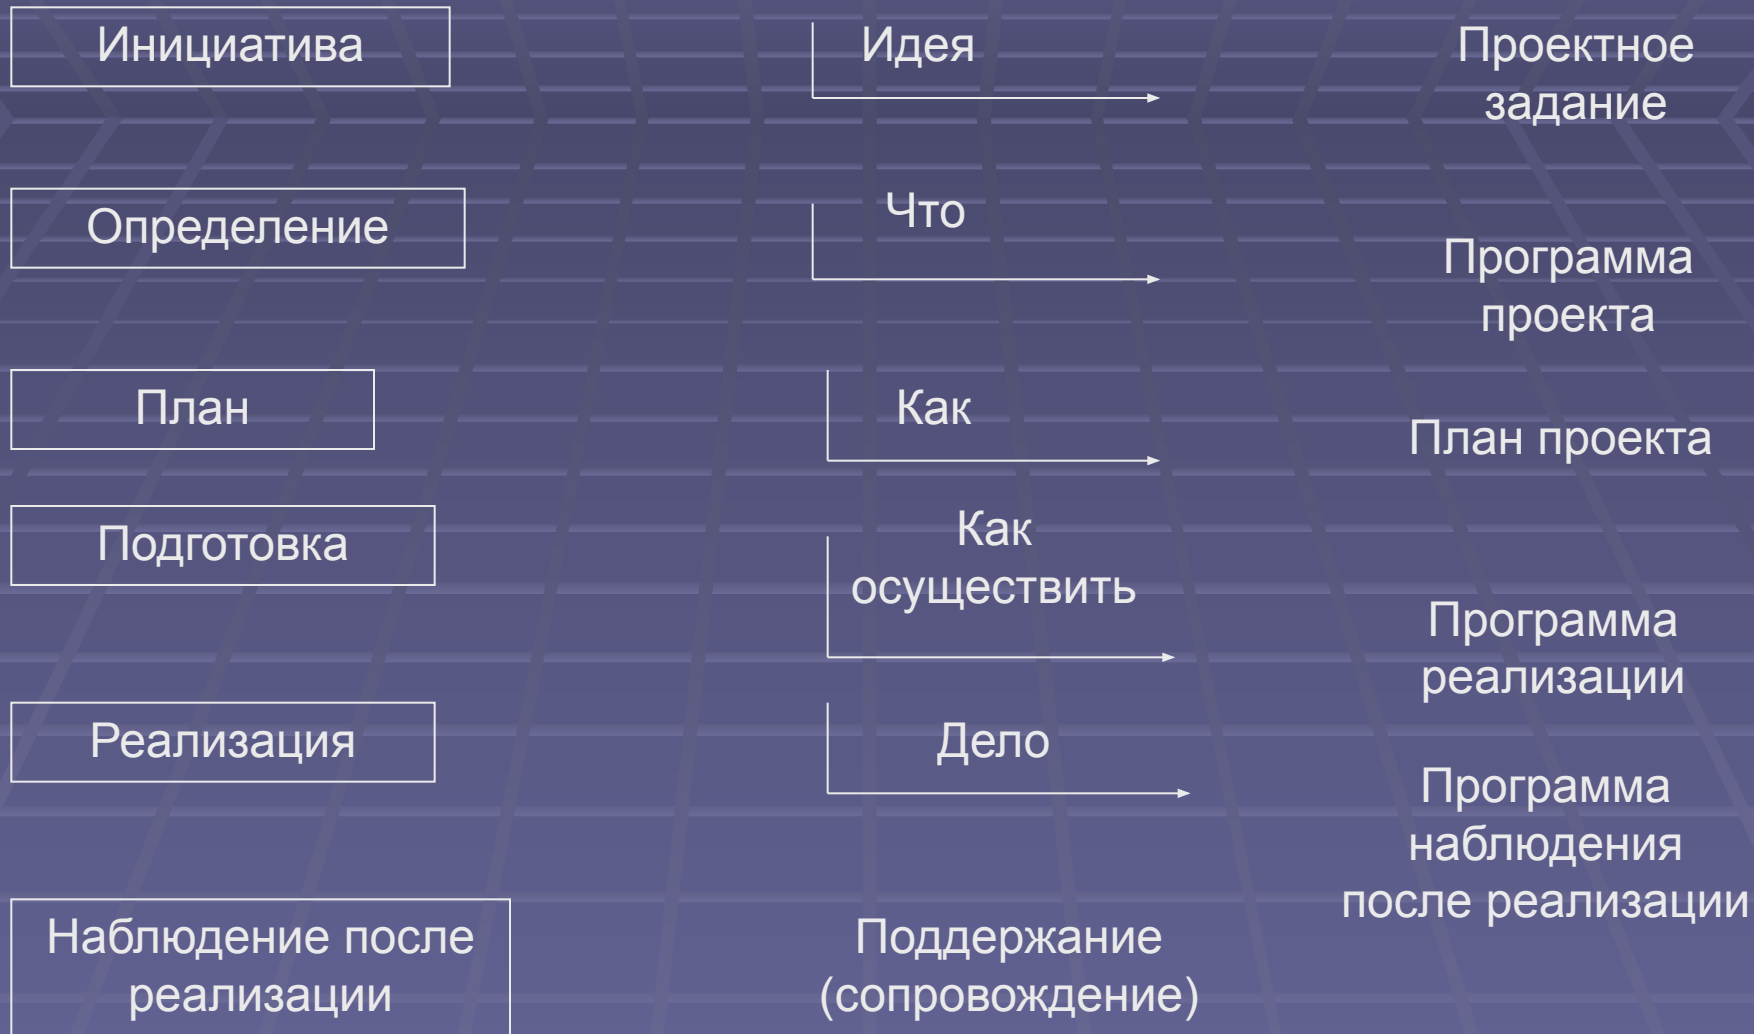 Инициатива
Идея
Проектное
задание
Определение
Что
Программа
проекта
План
Как
План проекта
Подготовка
Как
осуществить
Программа
реализации
Реализация
Дело
Программа
наблюдения
после реализации
Наблюдение после
реализации
Поддержание
(сопровождение)